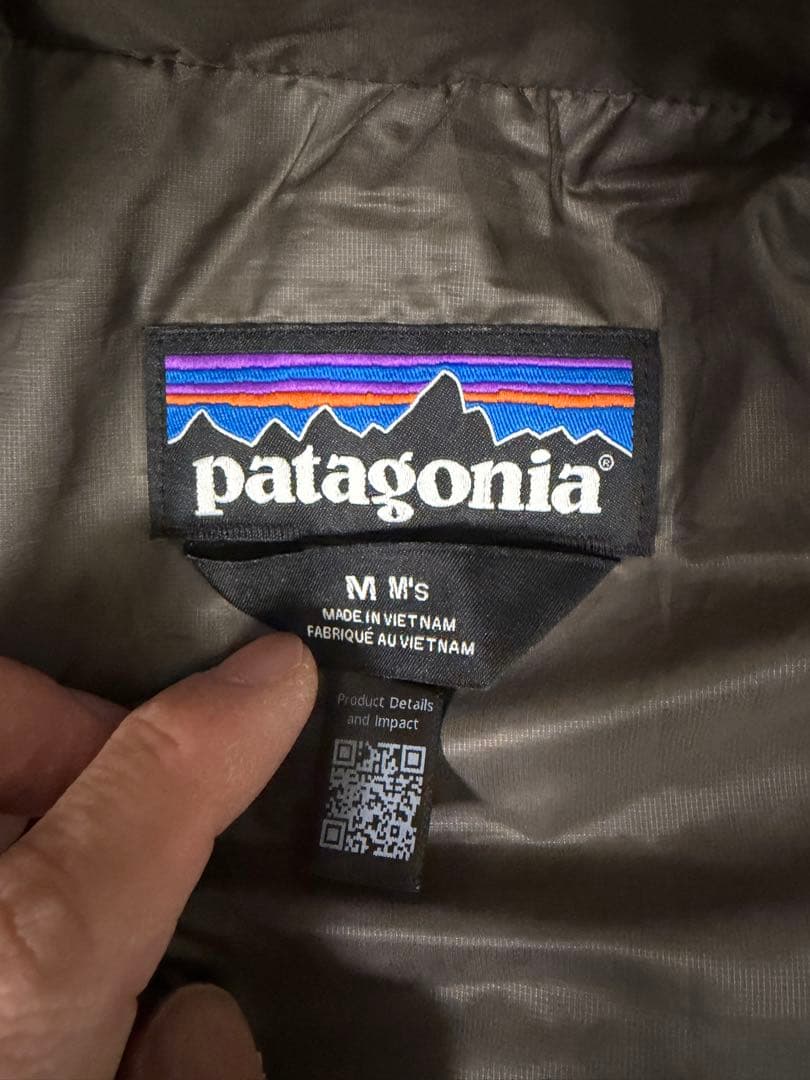 patagonia®
M M's
MADE IN VIETNAM
FABRIQUÉ AU VIETNAM
Product Details
and Impact